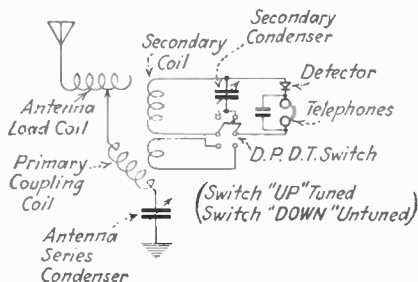 Secondary
Condenser
Secondary
Coil
Detector
Antenna
Load Coil
Telephones
D.P.D.T. Switch
Primary
Coupling
Coil
(Switch "UP" Tuned
(Switch "DOWN" Untuned)
Antenna
Series
Condenser